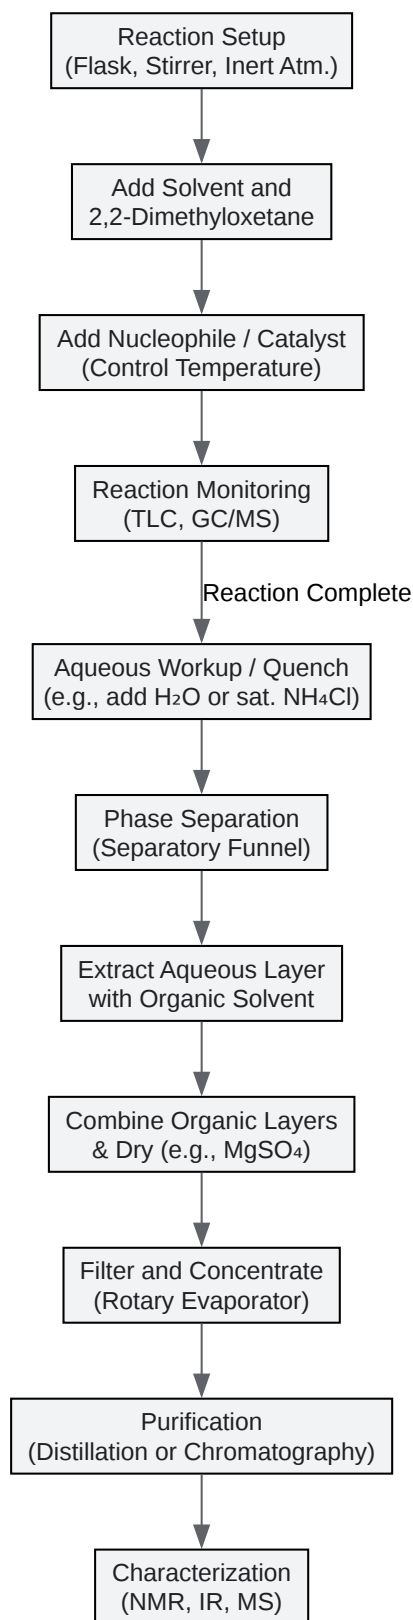 Reaction Setup
(Flask, Stirrer, Inert Atm.)
Add Solvent and
2,2-Dimethyloxetane
Add Nucleophile / Catalyst
(Control Temperature)
Reaction Monitoring
(TLC, GC/MS)
Reaction Complete
Aqueous Workup / Quench
(e.g., add H₂O or sat. NH₄Cl)
Phase Separation
(Separatory Funnel)
Extract Aqueous Layer
with Organic Solvent
Combine Organic Layers
& Dry (e.g., MgSO₄)
Filter and Concentrate
(Rotary Evaporator)
Purification
(Distillation or Chromatography)
Characterization
(NMR, IR, MS)